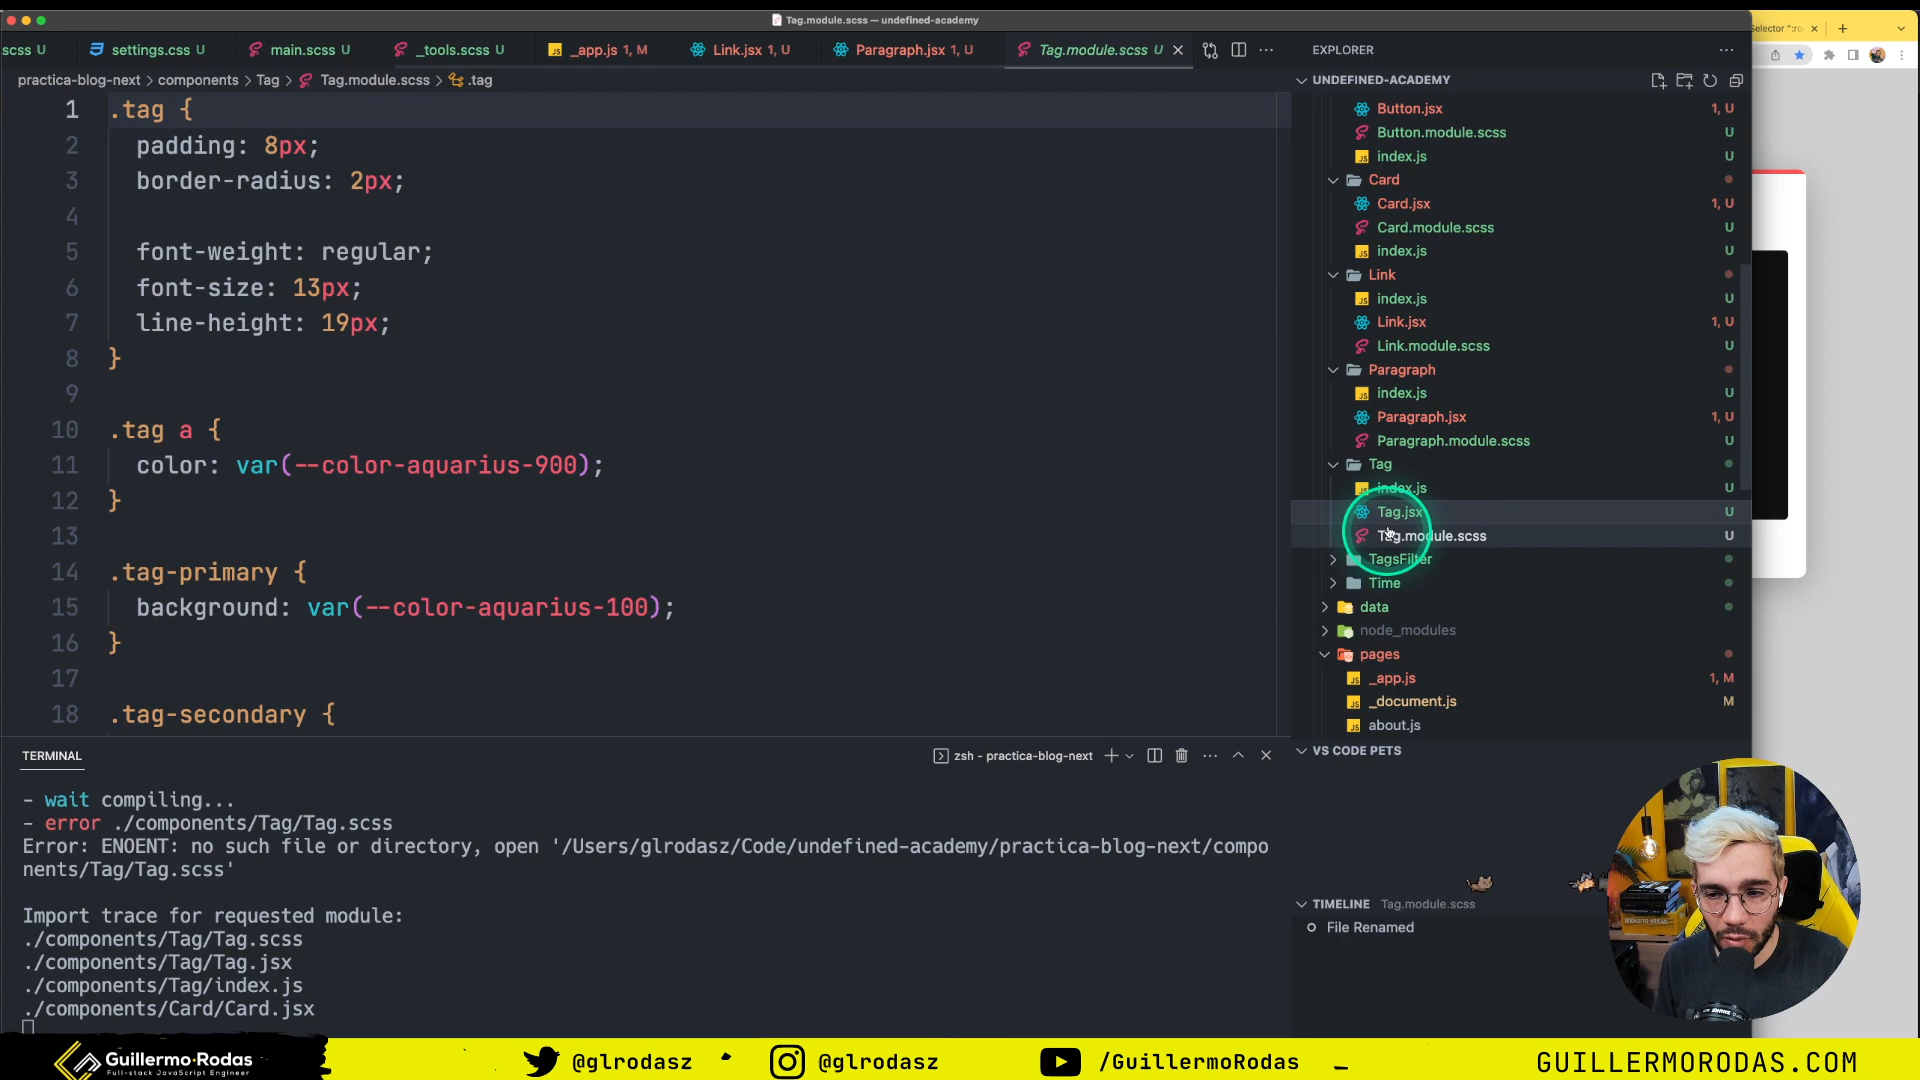 Tag.module.scss — undefined-academy
scss U
settings.css U
main.scss U
_tools.scss U
_app.js 1, M
Link.jsx 1, U
Paragraph.jsx 1, U
Tag.module.scss U
practica-blog-next > components > Tag > Tag.module.scss > .tag
1 .tag {
2 padding: 8px;
3 border-radius: 2px;
4
5 font-weight: regular;
6 font-size: 13px;
7 line-height: 19px;
8 }
9
10 .tag a {
11 color: var(--color-aquarius-900);
12 }
13
14 .tag-primary {
15 background: var(--color-aquarius-100);
16 }
17
18 .tag-secondary {
TERMINAL
zsh - practica-blog-next
- wait compiling...
- error ./components/Tag/Tag.scss
Error: ENOENT: no such file or directory, open '/Users/glrodasz/Code/undefined-academy/practica-blog-next/compo
nents/Tag/Tag.scss'
Import trace for requested module:
./components/Tag/Tag.scss
./components/Tag/Tag.jsx
./components/Tag/index.js
./components/Card/Card.jsx
EXPLORER
UNDEFINED-ACADEMY
Button.jsx 1, U
Button.module.scss U
index.js U
Card
Card.jsx 1, U
Card.module.scss U
index.js U
Link
index.js U
Link.jsx 1, U
Link.module.scss U
Paragraph
index.js U
Paragraph.jsx 1, U
Paragraph.module.scss U
Tag
index.js U
Tag.jsx U
Tag.module.scss U
TagsFilter
Time
data
node_modules
pages
_app.js 1, M
_document.js M
about.js
VS CODE PETS
TIMELINE Tag.module.scss
File Renamed
Guillermo Rodas
Full-stack JavaScript Engineer
@glrodasz
@glrodasz
/GuillermoRodas
GUILLERMORODAS.COM